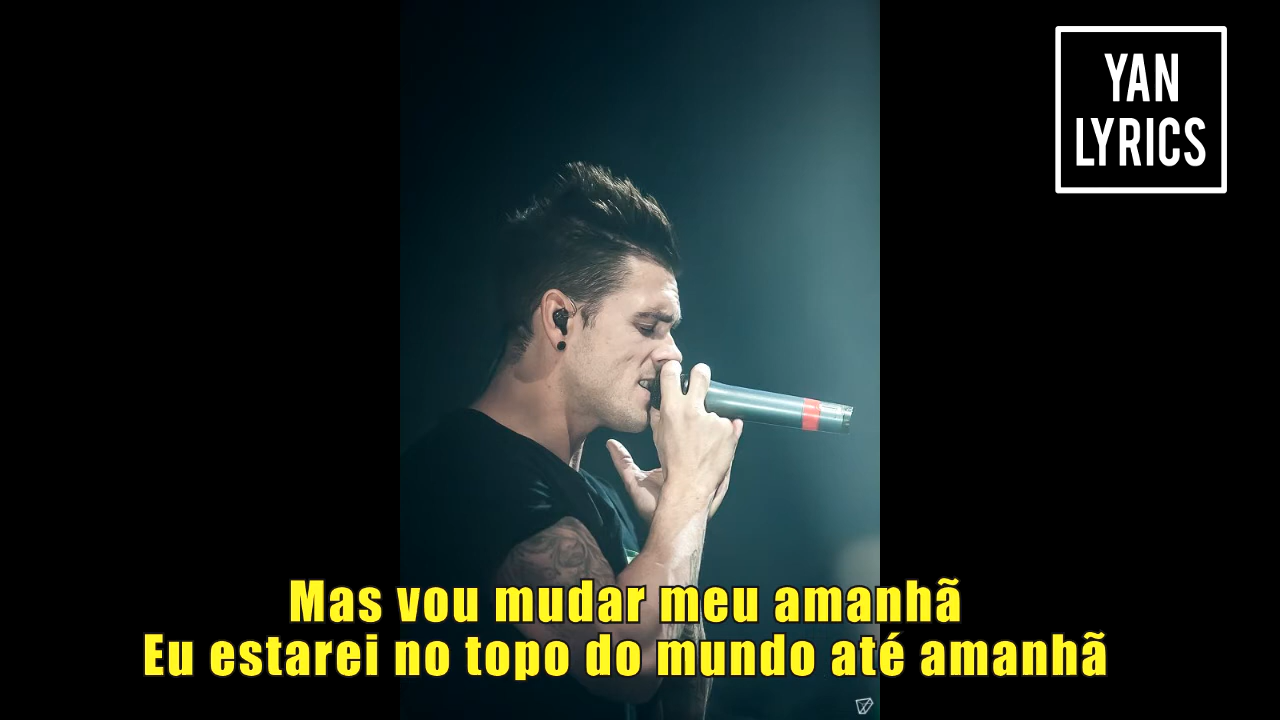 YAN
LYRICS
Mas vou mudar meu amanhã
Eu estarei no topo do mundo até amanhã